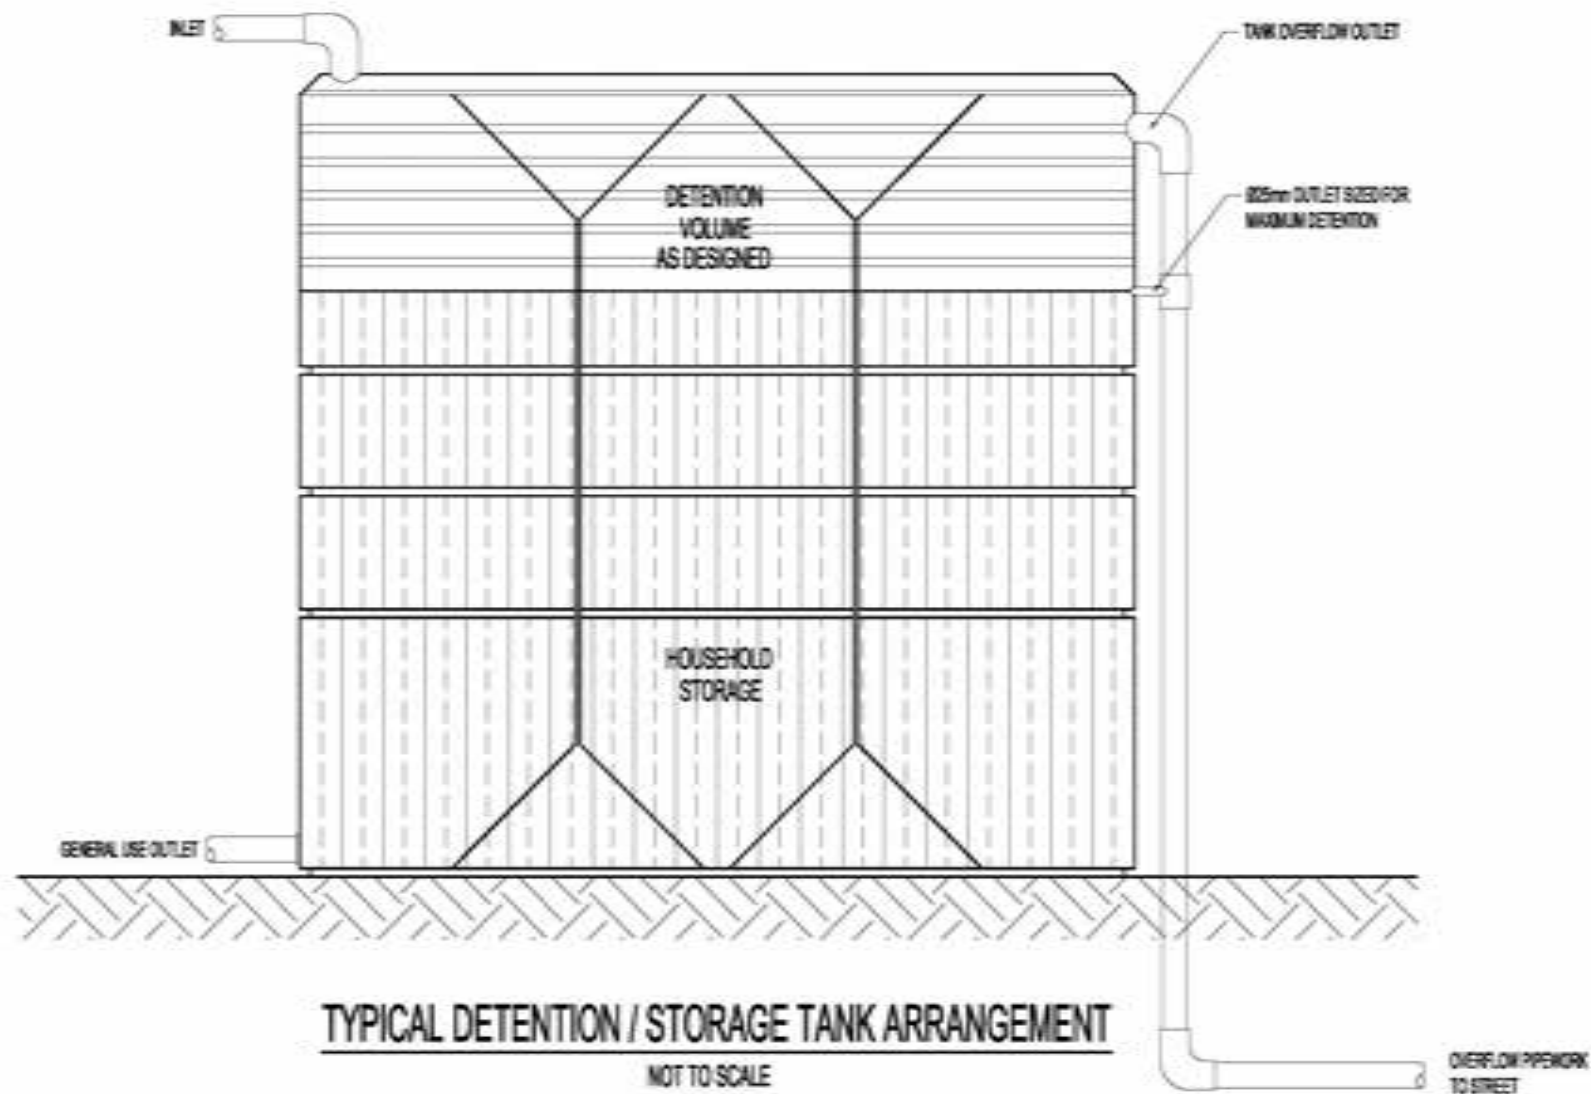 INLET
TANK OVERFLOW OUTLET
DETENTION
VOLUME
AS DESIGNED
Ø25mm OUTLET SIZED FOR
MAXIMUM DETENTION
HOUSEHOLD
STORAGE
GENERAL USE OUTLET
TYPICAL DETENTION / STORAGE TANK ARRANGEMENT
NOT TO SCALE
OVERFLOW PIPEWORK
TO STREET